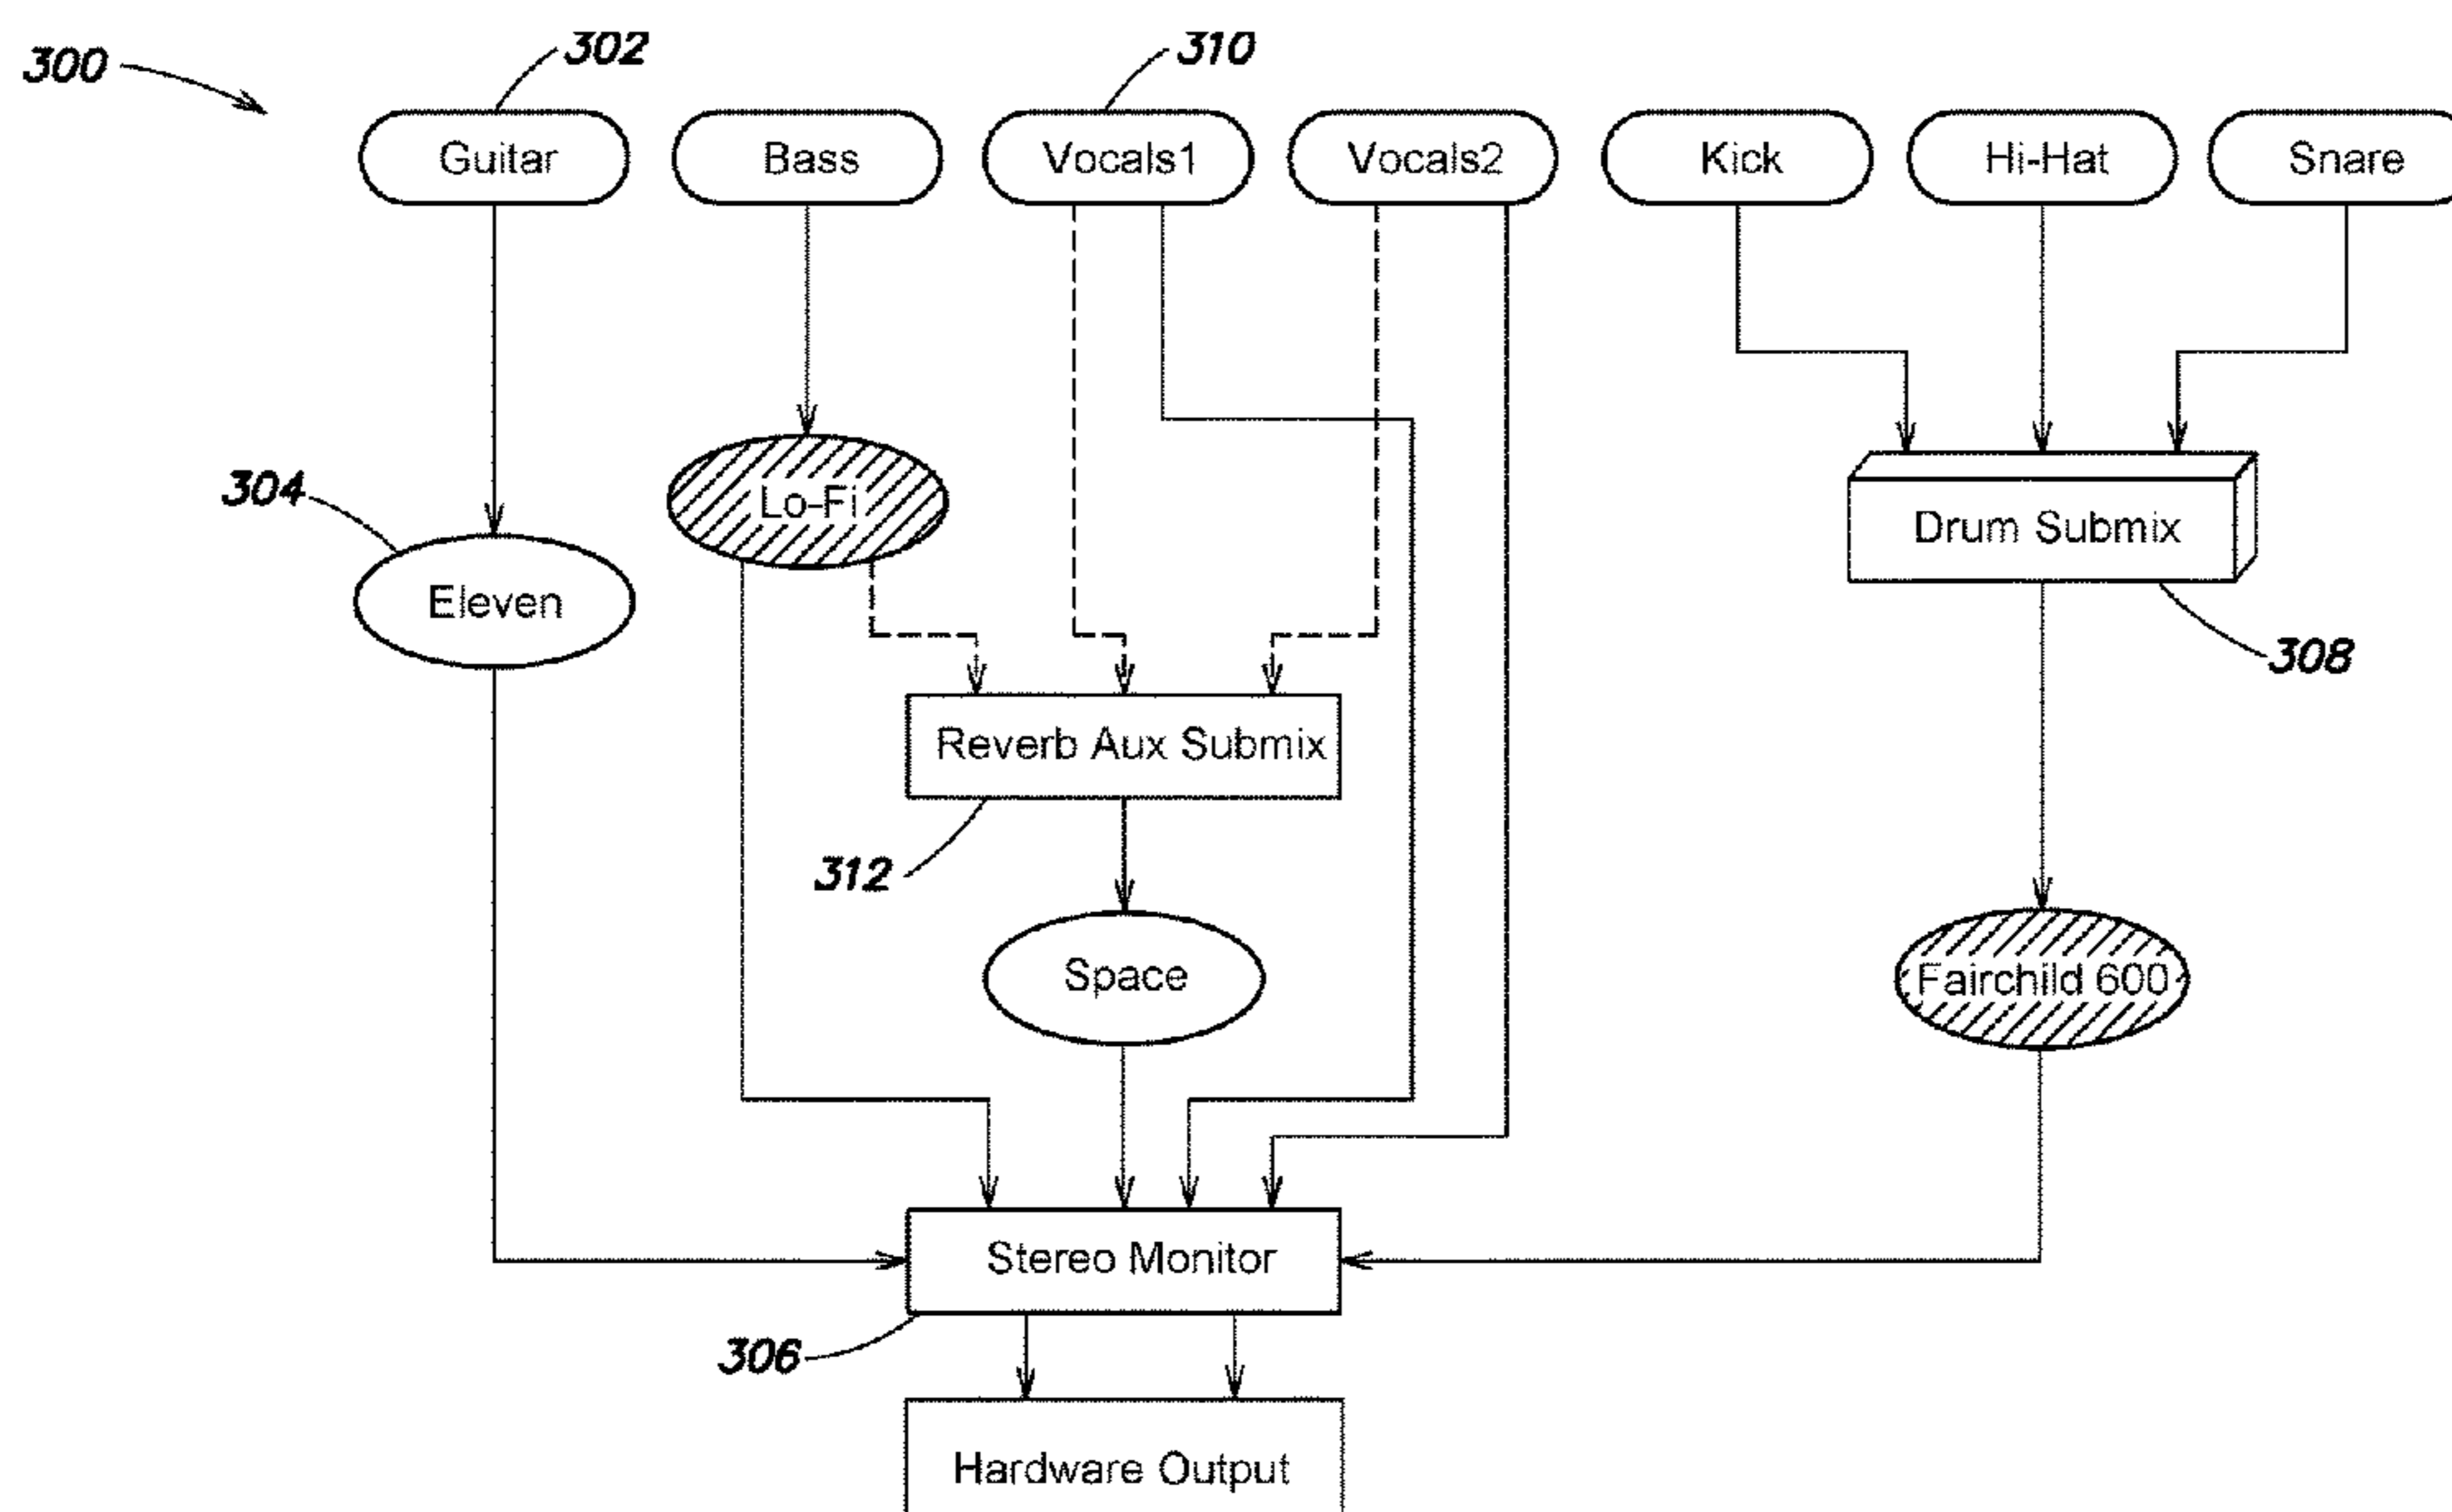 300
302
310
Guitar
Bass
Vocals1
Vocals2
Kick
Hi-Hat
Snare
304
Lo-Fi
Drum Submix
Eleven
308
Reverb Aux Submix
312
Space
Fairchild 600
Stereo Monitor
306
Hardware Output